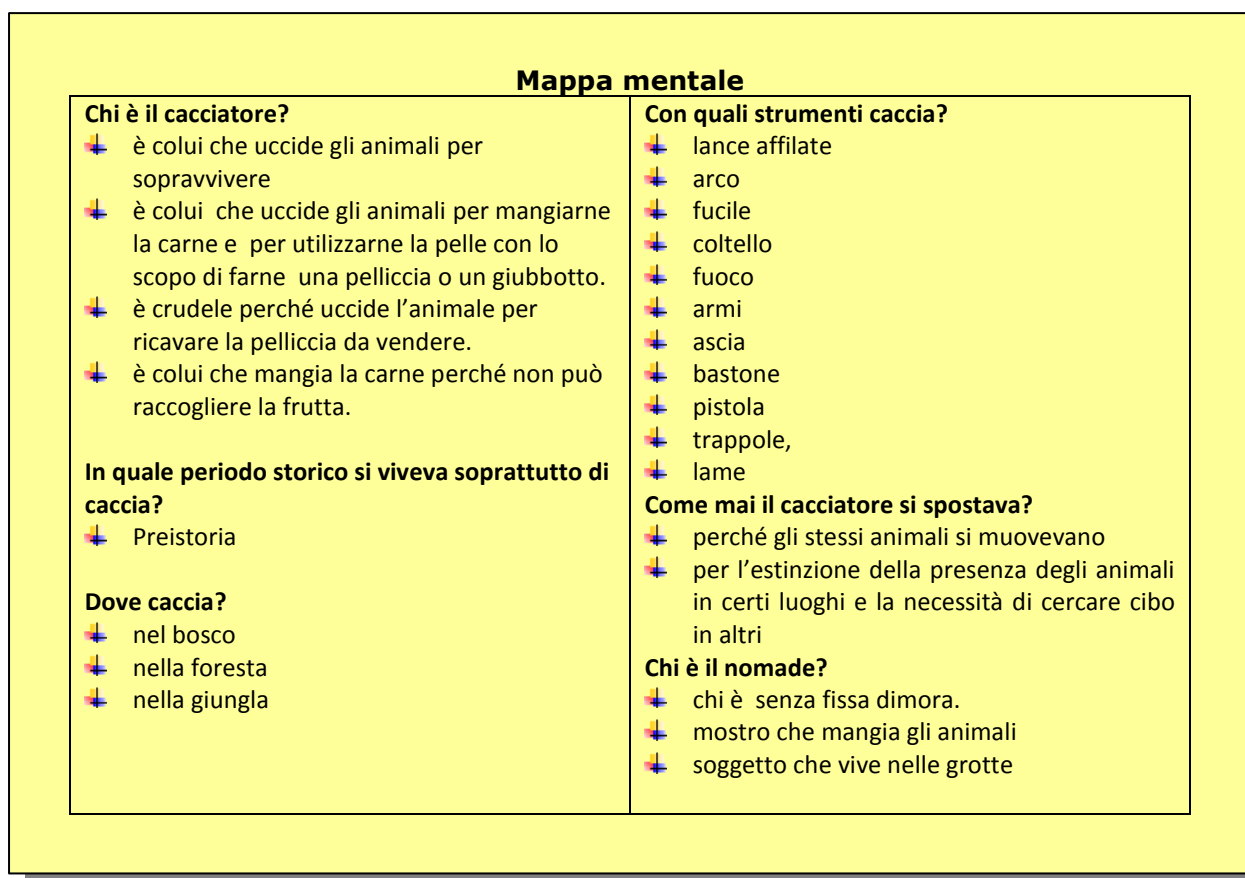 Mappa mentale
Chi è il cacciatore?
è colui che uccide gli animali per
sopravvivere
è colui che uccide gli animali per mangiarne
la carne e per utilizzarne la pelle con lo
scopo di farne una pelliccia o un giubbotto.
è crudele perché uccide l’animale per
ricavare la pelliccia da vendere.
è colui che mangia la carne perché non può
raccogliere la frutta.
In quale periodo storico si viveva soprattutto di
caccia?
Preistoria
Dove caccia?
nel bosco
nella foresta
nella giungla
Con quali strumenti caccia?
lance affilate
arco
fucile
coltello
fuoco
armi
ascia
bastone
pistola
trappole,
lame
Come mai il cacciatore si spostava?
perché gli stessi animali si muovevano
per l’estinzione della presenza degli animali
in certi luoghi e la necessità di cercare cibo
in altri
Chi è il nomade?
chi è senza fissa dimora.
mostro che mangia gli animali
soggetto che vive nelle grotte